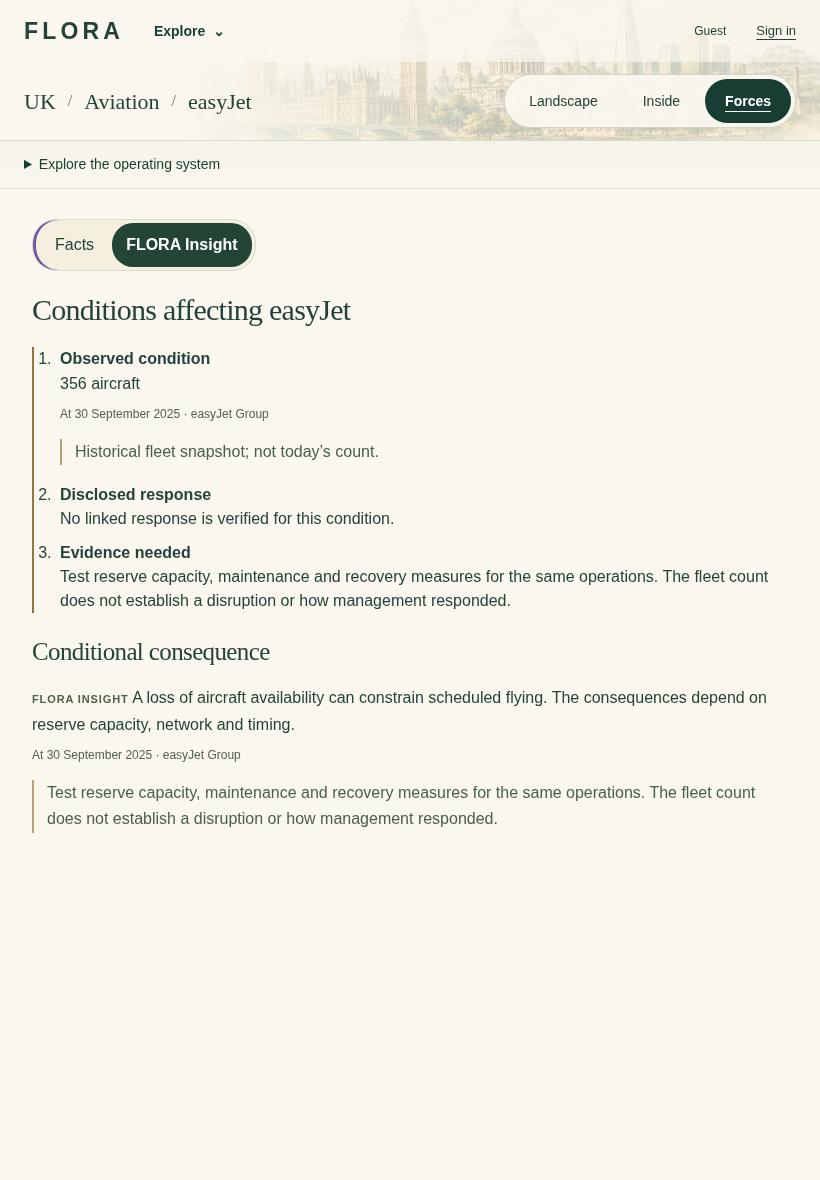 FLORA
Explore
Guest
Sign in
UK / Aviation / easyJet
Landscape
Inside
Forces
Explore the operating system
Facts
FLORA Insight
Conditions affecting easyJet
1. Observed condition
356 aircraft
At 30 September 2025 · easyJet Group
Historical fleet snapshot; not today’s count.
2. Disclosed response
No linked response is verified for this condition.
3. Evidence needed
Test reserve capacity, maintenance and recovery measures for the same operations. The fleet count
does not establish a disruption or how management responded.
Conditional consequence
FLORA INSIGHT A loss of aircraft availability can constrain scheduled flying. The consequences depend on
reserve capacity, network and timing.
At 30 September 2025 · easyJet Group
Test reserve capacity, maintenance and recovery measures for the same operations. The fleet count
does not establish a disruption or how management responded.